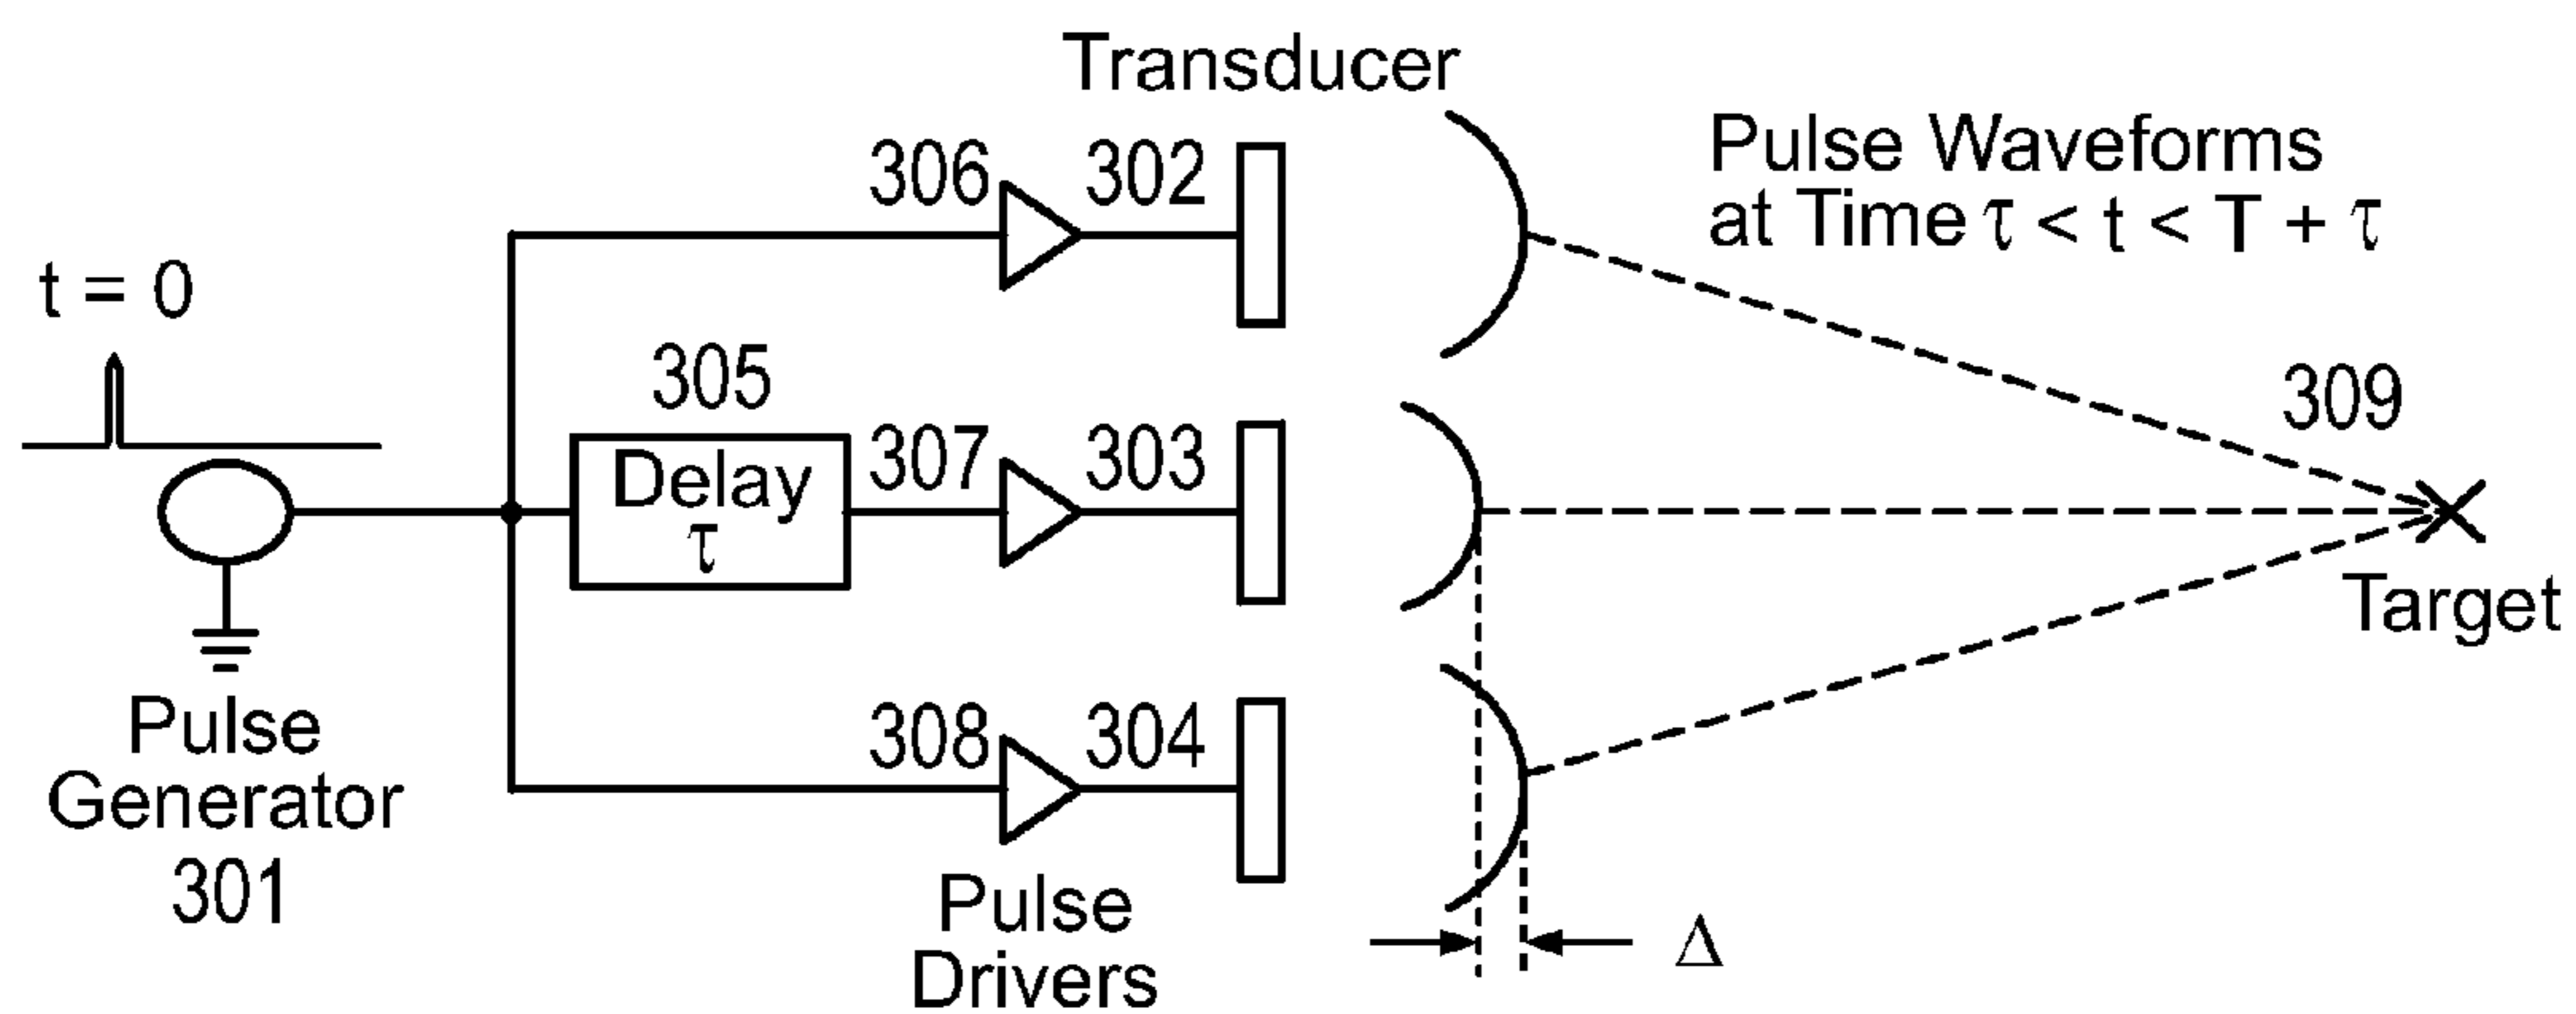 Transducer
Pulse Waveforms
at Time τ < t < T + τ
306
302
t = 0
305
Delay
τ
307
303
309
Target
308
304
Pulse
Generator
301
Pulse
Drivers
Δ